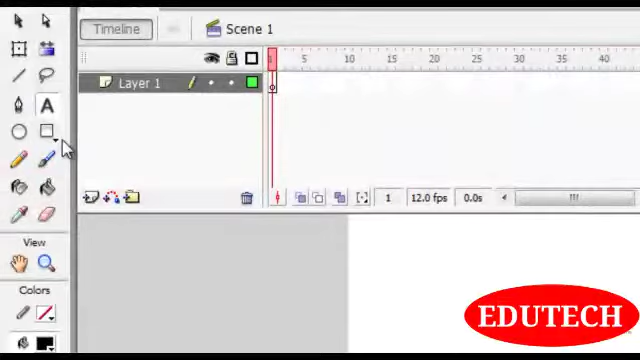 Timeline
Scene 1
1 5 10 15 20 25 30 35 40
Layer 1
A
1 12.0 fps 0.0s
View
Colors
EDUTECH